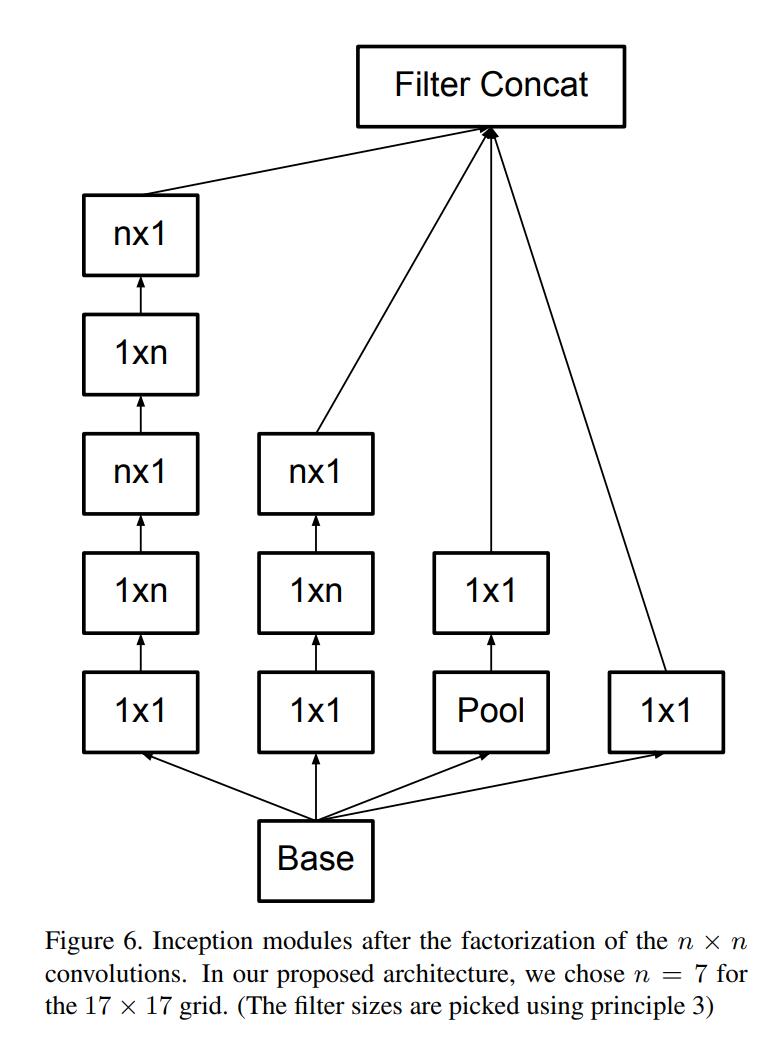 Filter Concat
nx1
1xn
nx1
nx1
1xn
1xn
1x1
1x1
1x1
Pool
1x1
Base
Figure 6. Inception modules after the factorization of the n × n
convolutions. In our proposed architecture, we chose n = 7 for
the 17 × 17 grid. (The filter sizes are picked using principle 3)